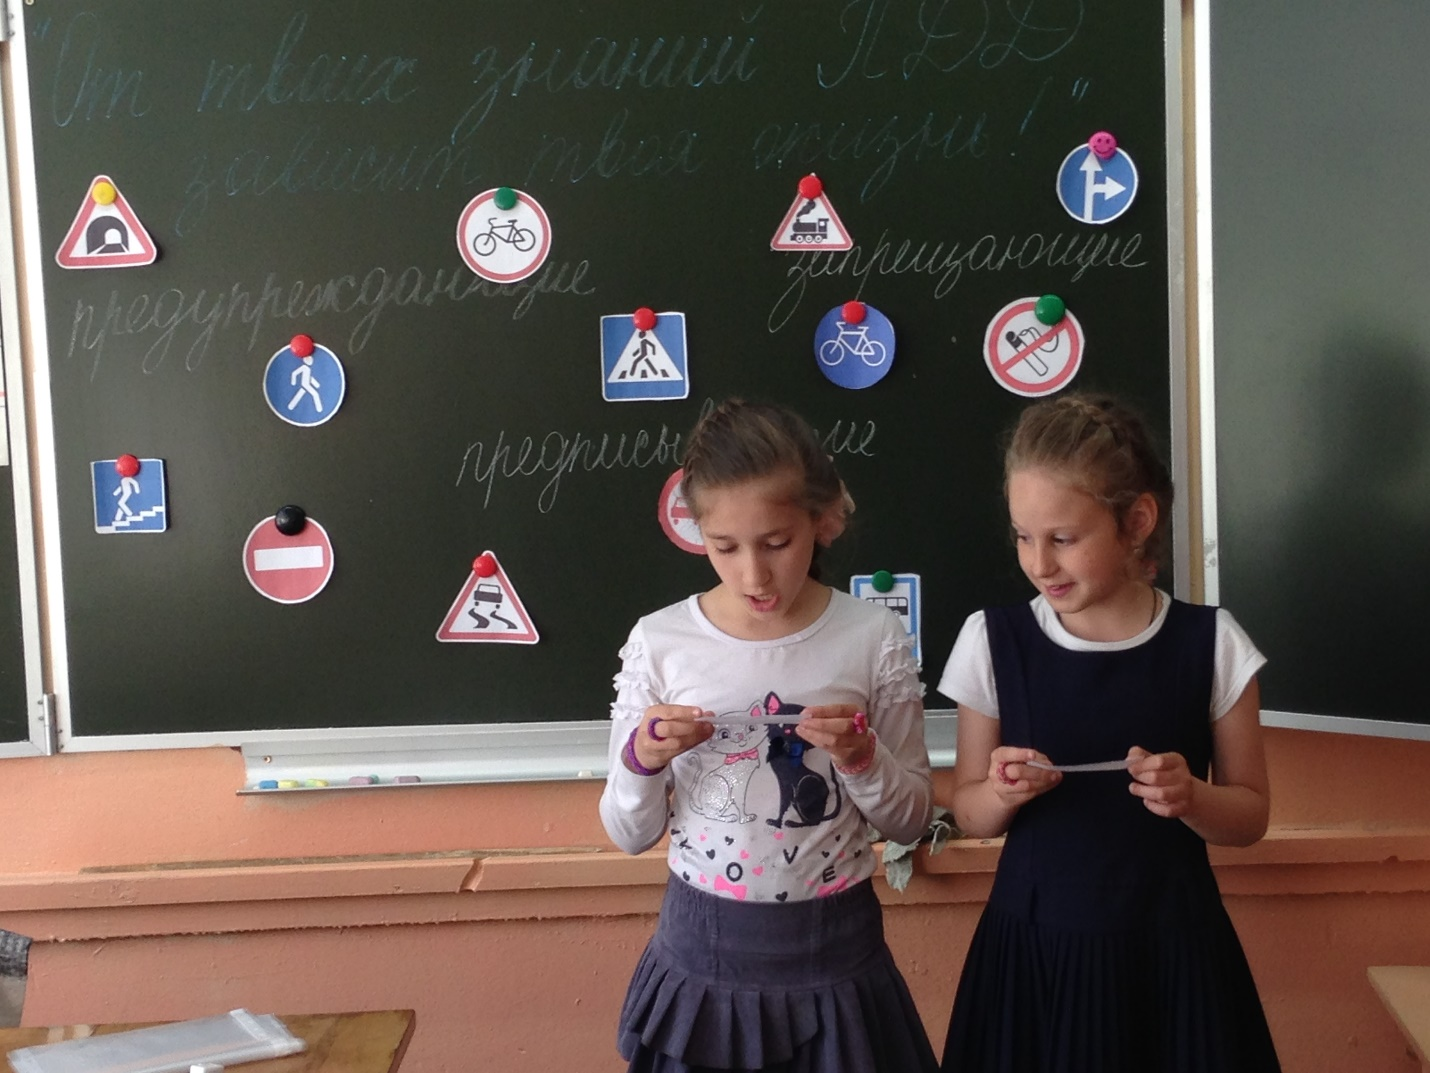 "От твоих знаний ПДД
зависит твоя жизнь!"
предупреждающие
запрещающие
L O V E